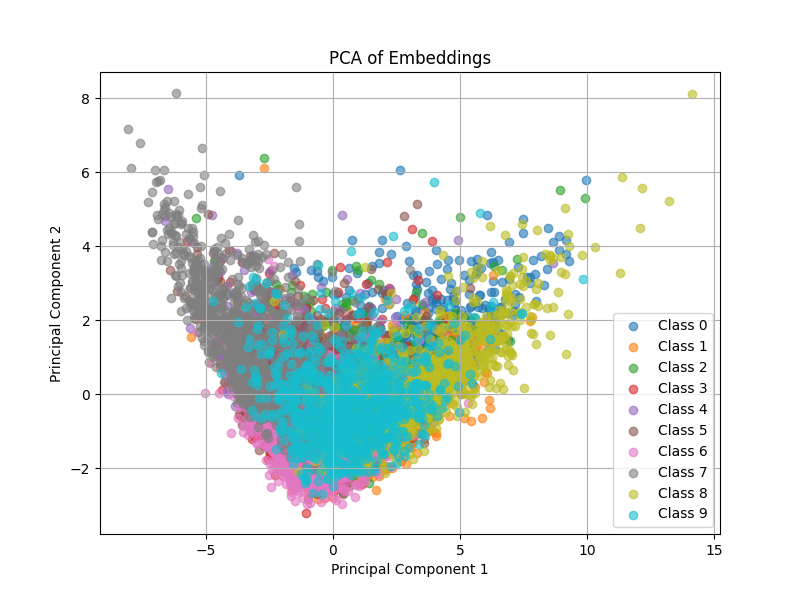 PCA of Embeddings
Principal Component 2
8
6
4
2
0
−2
−5
0
5
10
15
Principal Component 1
Class 0
Class 1
Class 2
Class 3
Class 4
Class 5
Class 6
Class 7
Class 8
Class 9